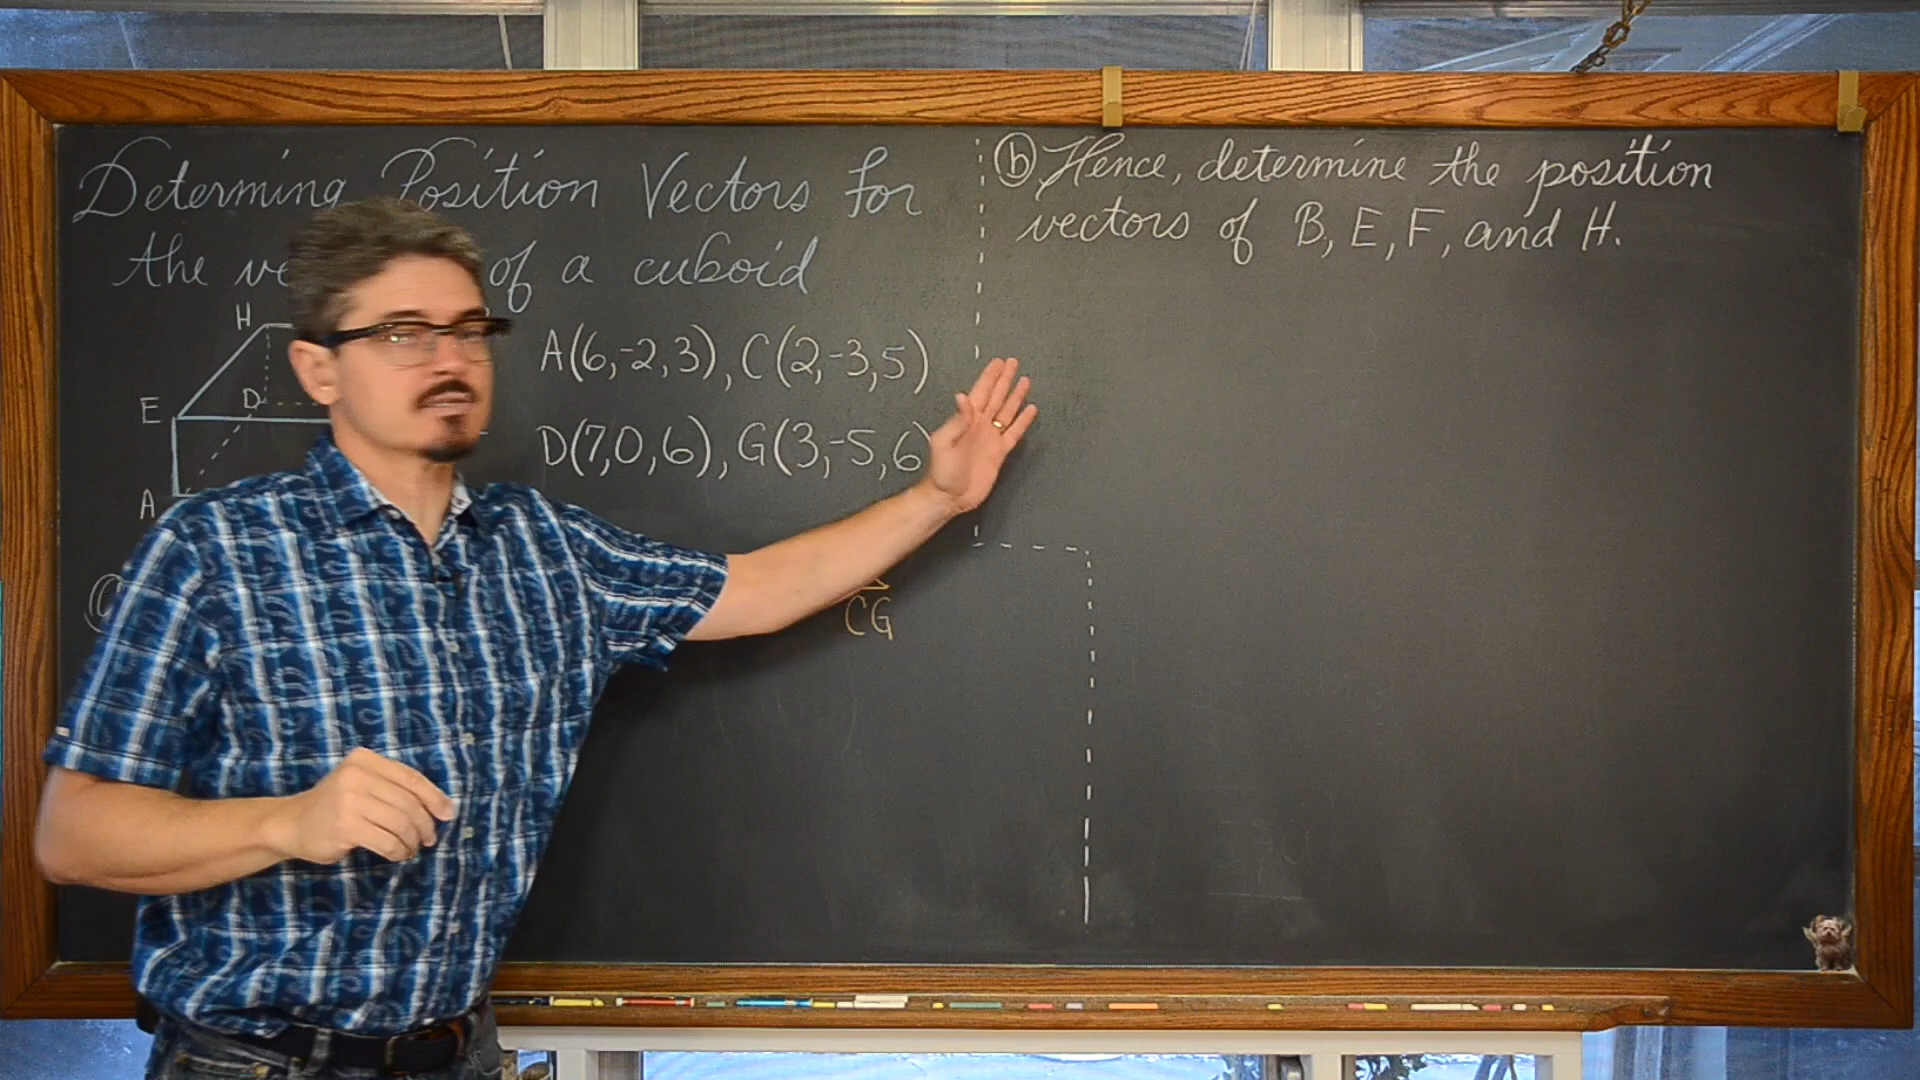 Determining Position Vectors for
the of a cuboid
H
E
D
A
A(6,-2,3), C(2,-3,5)
D(7,0,6), G(3,-5,6)
CG
ⓑ Hence, determine the position
vectors of B, E, F, and H.